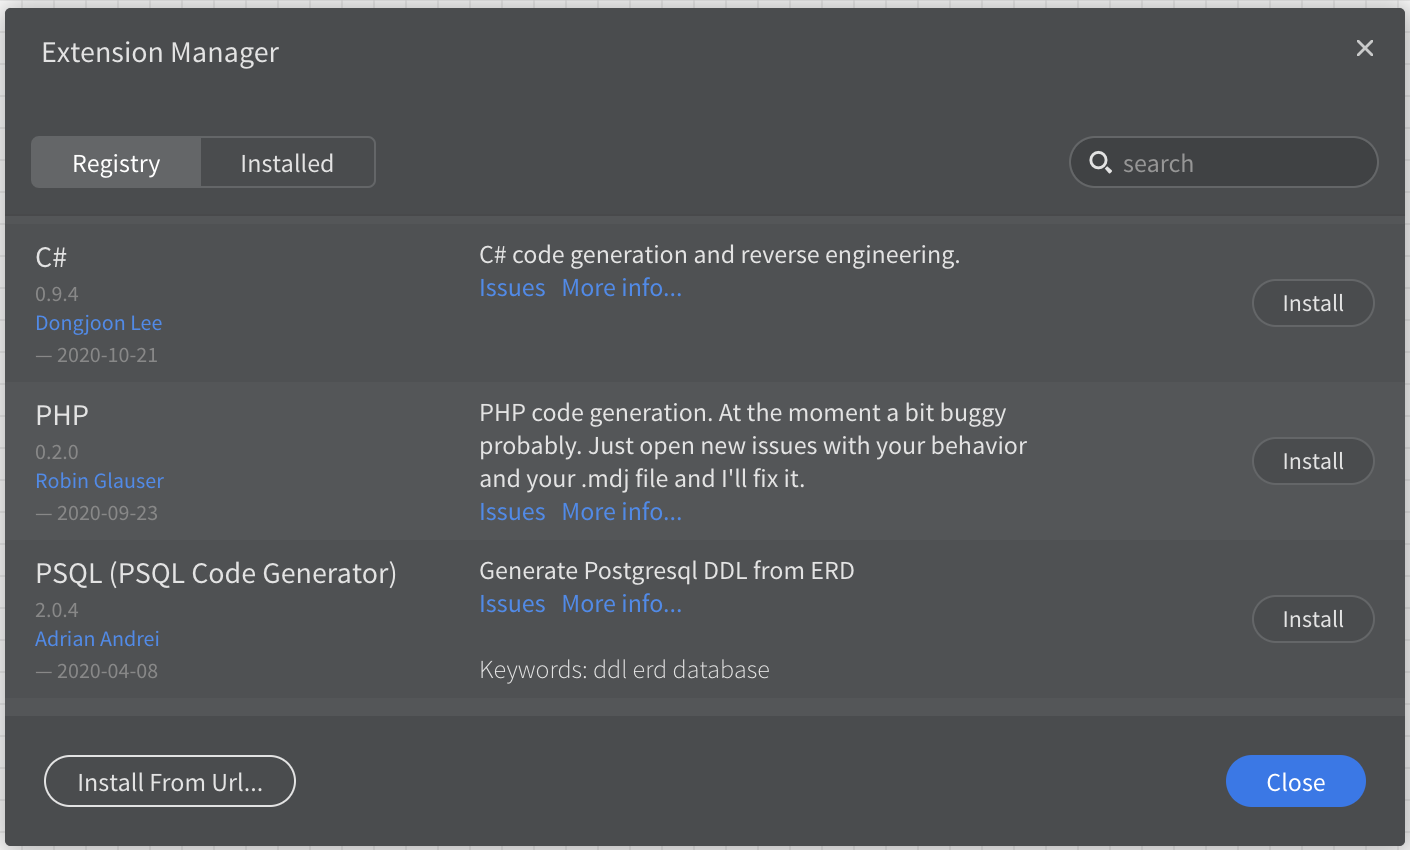 Extension Manager
Registry Installed search
C#
0.9.4
Dongjoon Lee
— 2020-10-21
C# code generation and reverse engineering.
Issues More info...
Install
PHP
0.2.0
Robin Glauser
— 2020-09-23
PHP code generation. At the moment a bit buggy
probably. Just open new issues with your behavior
and your .mdj file and I'll fix it.
Issues More info...
Install
PSQL (PSQL Code Generator)
2.0.4
Adrian Andrei
— 2020-04-08
Generate Postgresql DDL from ERD
Issues More info...
Keywords: ddl erd database
Install
Install From Url...
Close